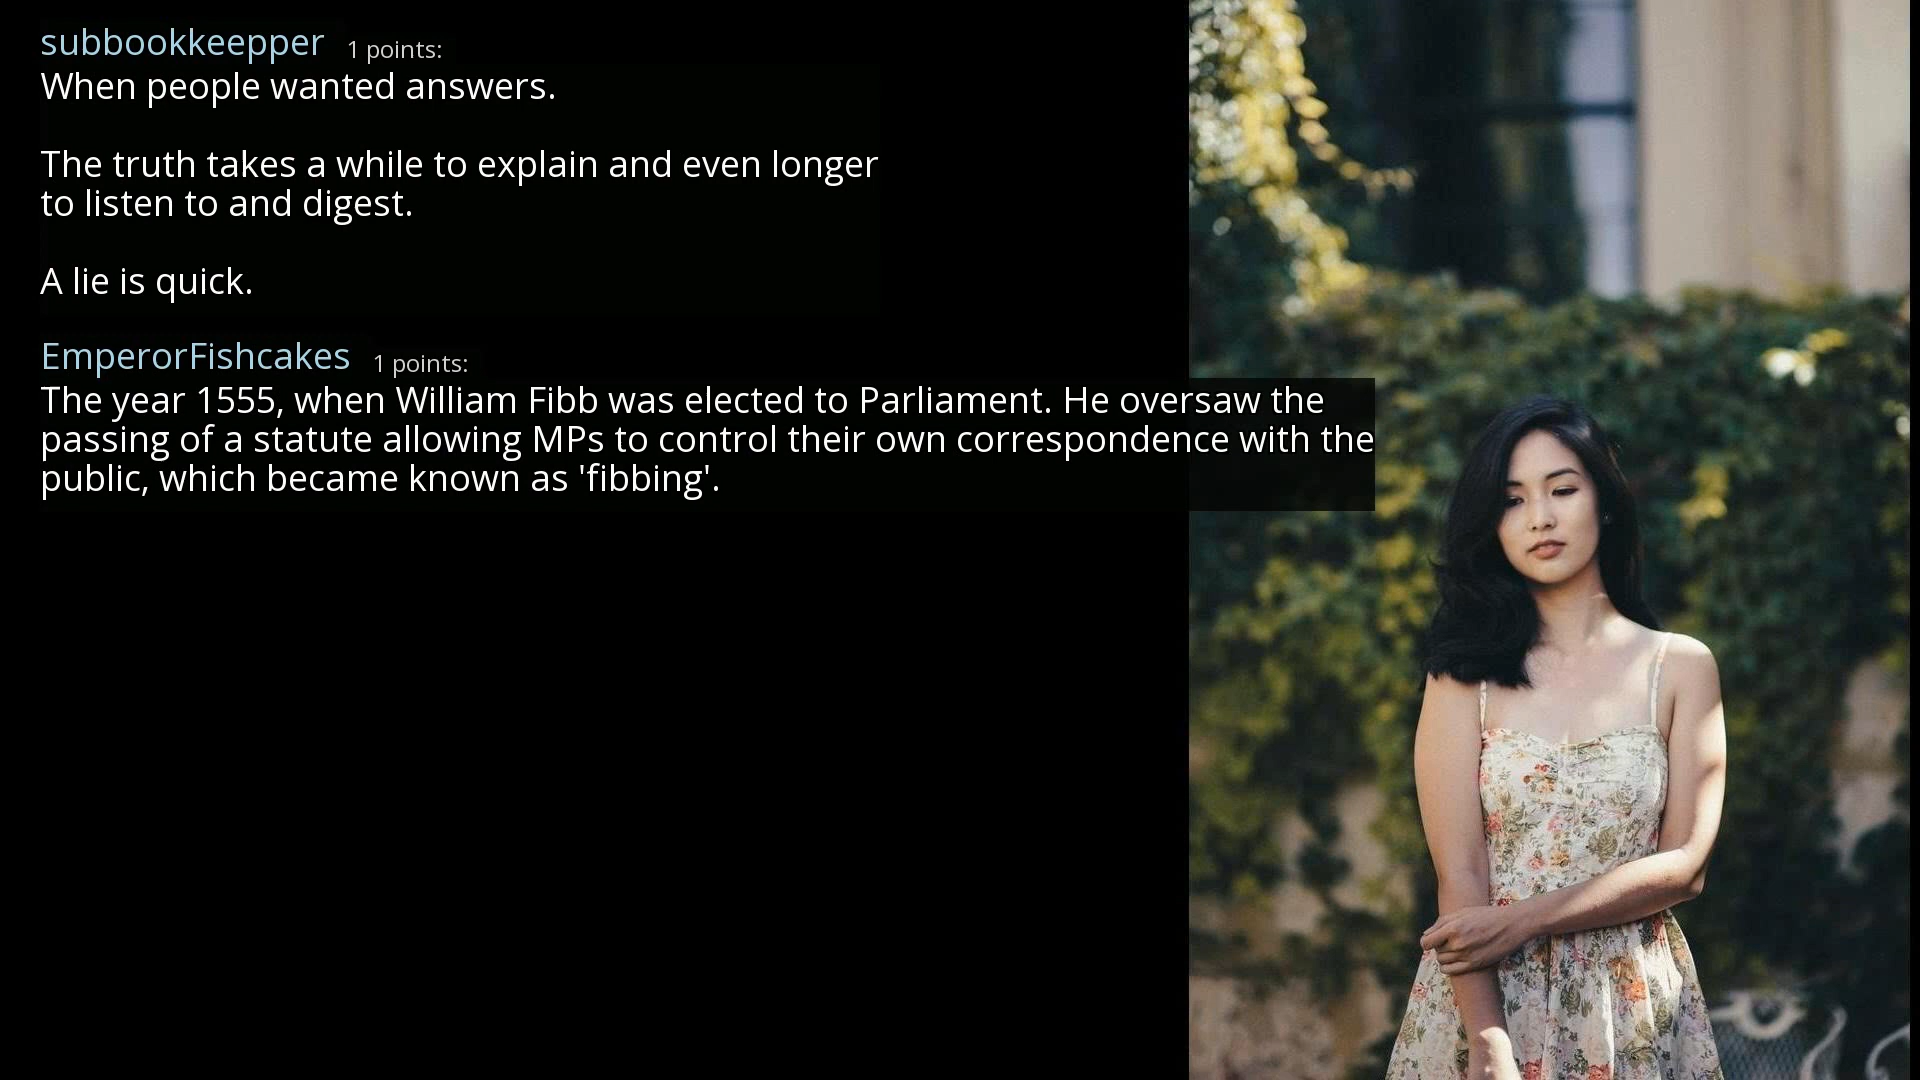 subbookkeepper 1 points:
When people wanted answers.
The truth takes a while to explain and even longer
to listen to and digest.
A lie is quick.
EmperorFishcakes 1 points:
The year 1555, when William Fibb was elected to Parliament. He oversaw the
passing of a statute allowing MPs to control their own correspondence with the
public, which became known as 'fibbing'.